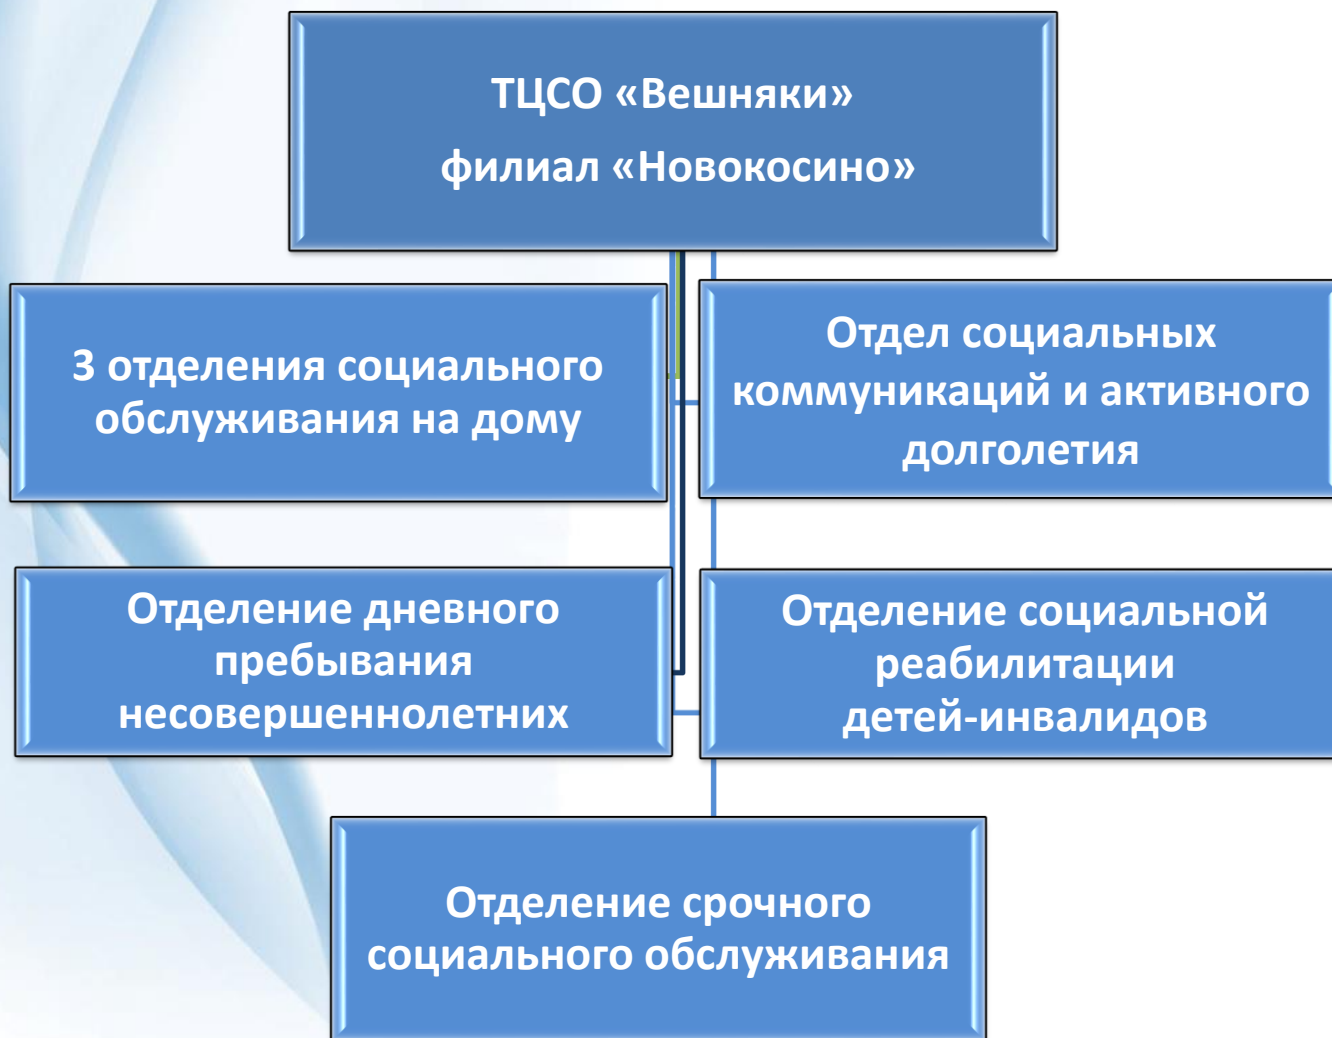 ТЦСО «Вешняки»
филиал «Новокосино»
3 отделения социального
обслуживания на дому
Отдел социальных
коммуникаций и активного
долголетия
Отделение дневного
пребывания
несовершеннолетних
Отделение социальной
реабилитации
детей-инвалидов
Отделение срочного
социального обслуживания